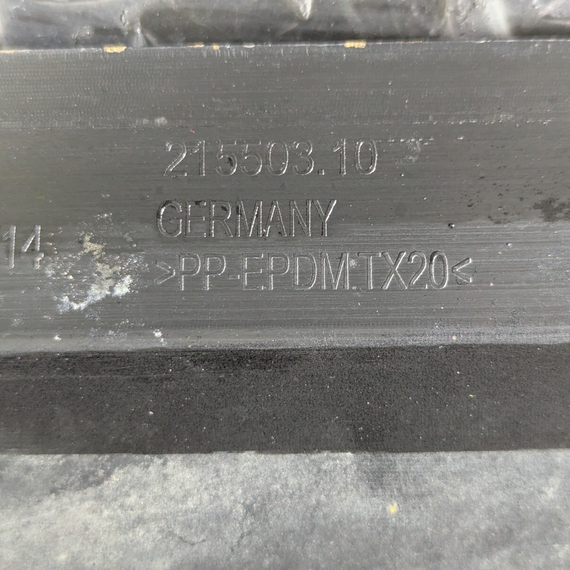 215503.10
GERMANY
14
>PP-EPDM.TX20<